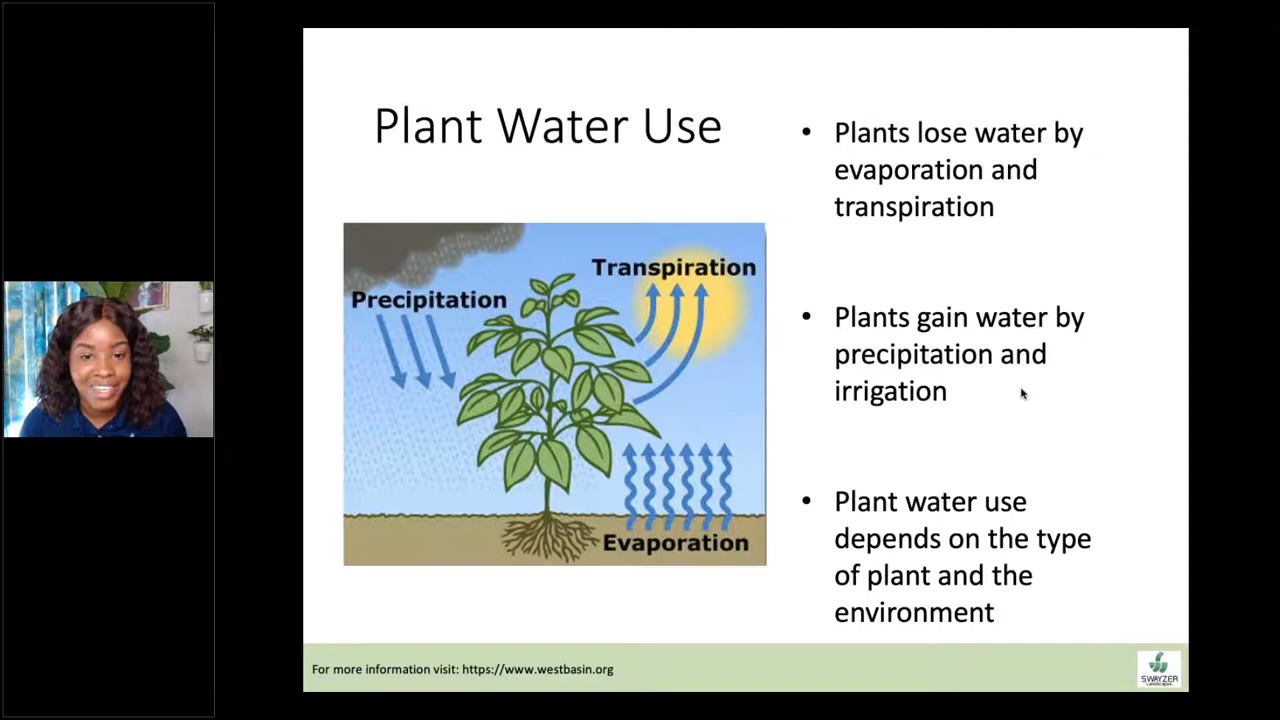 Plant Water Use
Precipitation
Transpiration
Evaporation
• Plants lose water by
evaporation and
transpiration
• Plants gain water by
precipitation and
irrigation
• Plant water use
depends on the type
of plant and the
environment
For more information visit: https://www.westbasin.org
SWAYZER